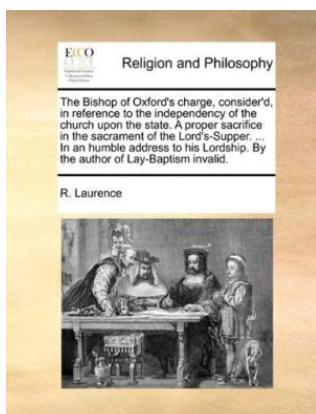 ECCO
Religion and Philosophy
The Bishop of Oxford's charge, consider'd,
in reference to the independency of the
church upon the state. A proper sacrifice
in the sacrament of the Lord's-Supper. ...
In an humble address to his Lordship. By
the author of Lay-Baptism invalid.
R. Laurence